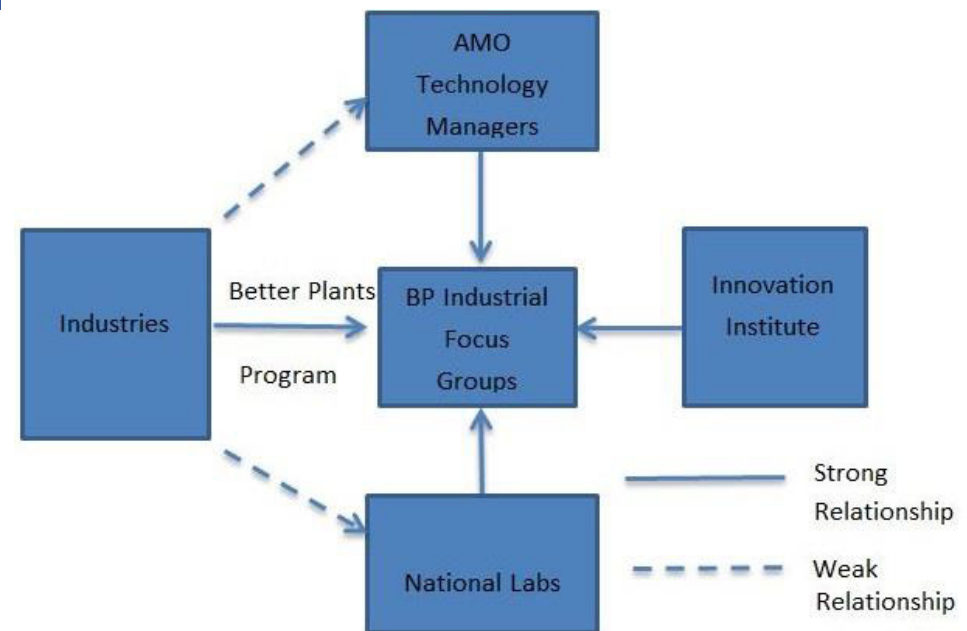 AMO
Technology
Managers
Industries
Better Plants
Program
BP Industrial
Focus
Groups
Innovation
Institute
National Labs
Strong
Relationship
Weak
Relationship